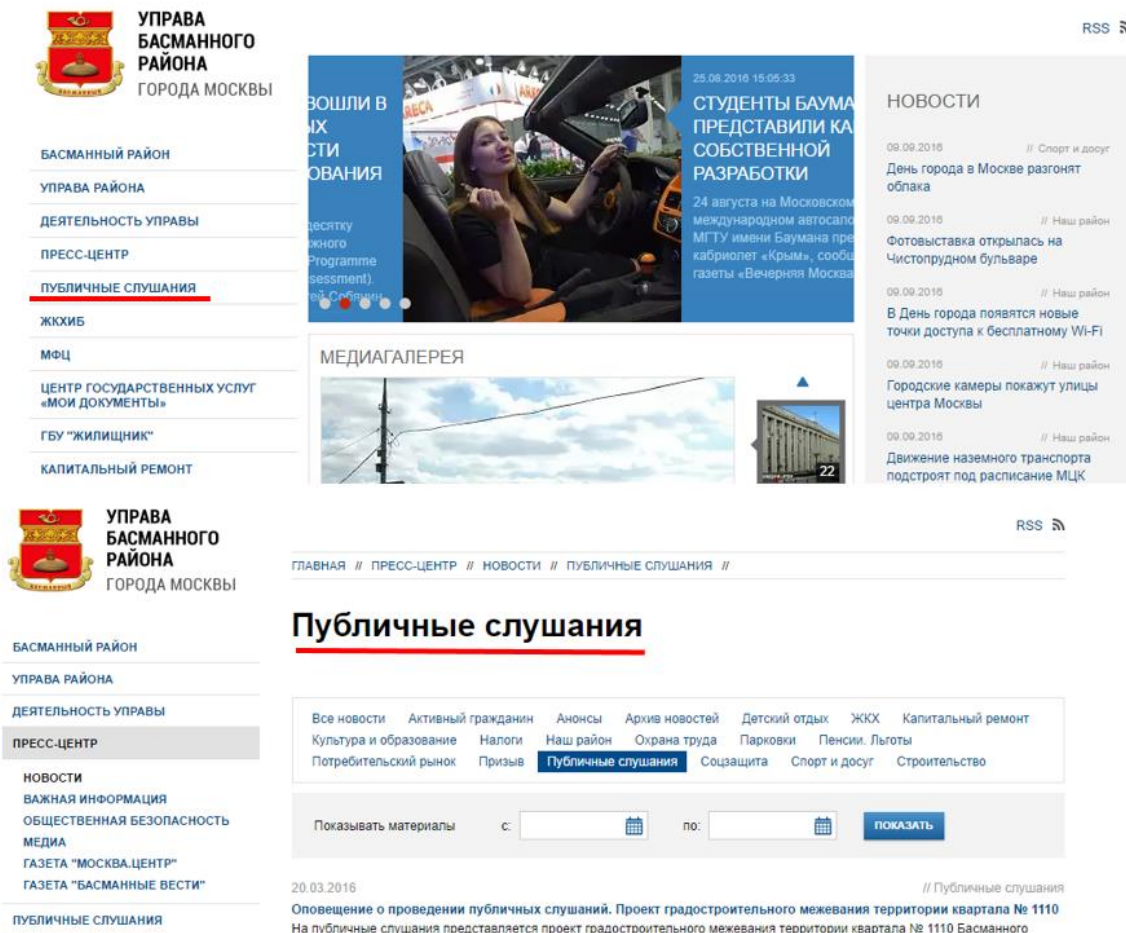 УПРАВА
БАСМАННОГО
РАЙОНА
ГОРОДА МОСКВЫ
БАСМАННЫЙ РАЙОН
УПРАВА РАЙОНА
ДЕЯТЕЛЬНОСТЬ УПРАВЫ
ПРЕСС-ЦЕНТР
ПУБЛИЧНЫЕ СЛУШАНИЯ
ЖКХИБ
МФЦ
ЦЕНТР ГОСУДАРСТВЕННЫХ УСЛУГ
«МОИ ДОКУМЕНТЫ»
ГБУ "ЖИЛИЩНИК"
КАПИТАЛЬНЫЙ РЕМОНТ
ВОШЛИ В
ЫХ
СТИ
ОВАНИЯ
десятку
Programme
sessment).
Собянин
25.08.2016 15:05:33
СТУДЕНТЫ БАУМА
ПРЕДСТАВИЛИ КА
СОБСТВЕННОЙ
РАЗРАБОТКИ
24 августа на Московском
международном автосало
МГТУ имени Баумана пре
кабриолет «Крым», сообщ
газеты «Вечерняя Москва
МЕДИАГАЛЕРЕЯ
22
RSS
НОВОСТИ
09.09.2016 // Спорт и досуг
День города в Москве разгонят
облака
09.09.2016 // Наш район
Фотовыставка открылась на
Чистопрудном бульваре
09.09.2016 // Наш район
В День города появятся новые
точки доступа к бесплатному Wi-Fi
09.09.2016 // Наш район
Городские камеры покажут улицы
центра Москвы
09.09.2016 // Наш район
Движение наземного транспорта
подстроят под расписание МЦК
УПРАВА
БАСМАННОГО
РАЙОНА
ГОРОДА МОСКВЫ
БАСМАННЫЙ РАЙОН
УПРАВА РАЙОНА
ДЕЯТЕЛЬНОСТЬ УПРАВЫ
ПРЕСС-ЦЕНТР
НОВОСТИ
ВАЖНАЯ ИНФОРМАЦИЯ
ОБЩЕСТВЕННАЯ БЕЗОПАСНОСТЬ
МЕДИА
ГАЗЕТА "МОСКВА.ЦЕНТР"
ГАЗЕТА "БАСМАННЫЕ ВЕСТИ"
ПУБЛИЧНЫЕ СЛУШАНИЯ
RSS
ГЛАВНАЯ // ПРЕСС-ЦЕНТР // НОВОСТИ // ПУБЛИЧНЫЕ СЛУШАНИЯ //
Публичные слушания
Все новости Активный гражданин Анонсы Архив новостей Детский отдых ЖКХ Капитальный ремонт
Культура и образование Налоги Наш район Охрана труда Парковки Пенсии. Льготы
Потребительский рынок Призыв Публичные слушания Соцзащита Спорт и досуг Строительство
Показывать материалы с: по: ПОКАЗАТЬ
20.03.2016 // Публичные слушания
Оповещение о проведении публичных слушаний. Проект градостроительного межевания территории квартала № 1110
На публичные слушания представляется проект градостроительного межевания территории квартала № 1110 Басманного